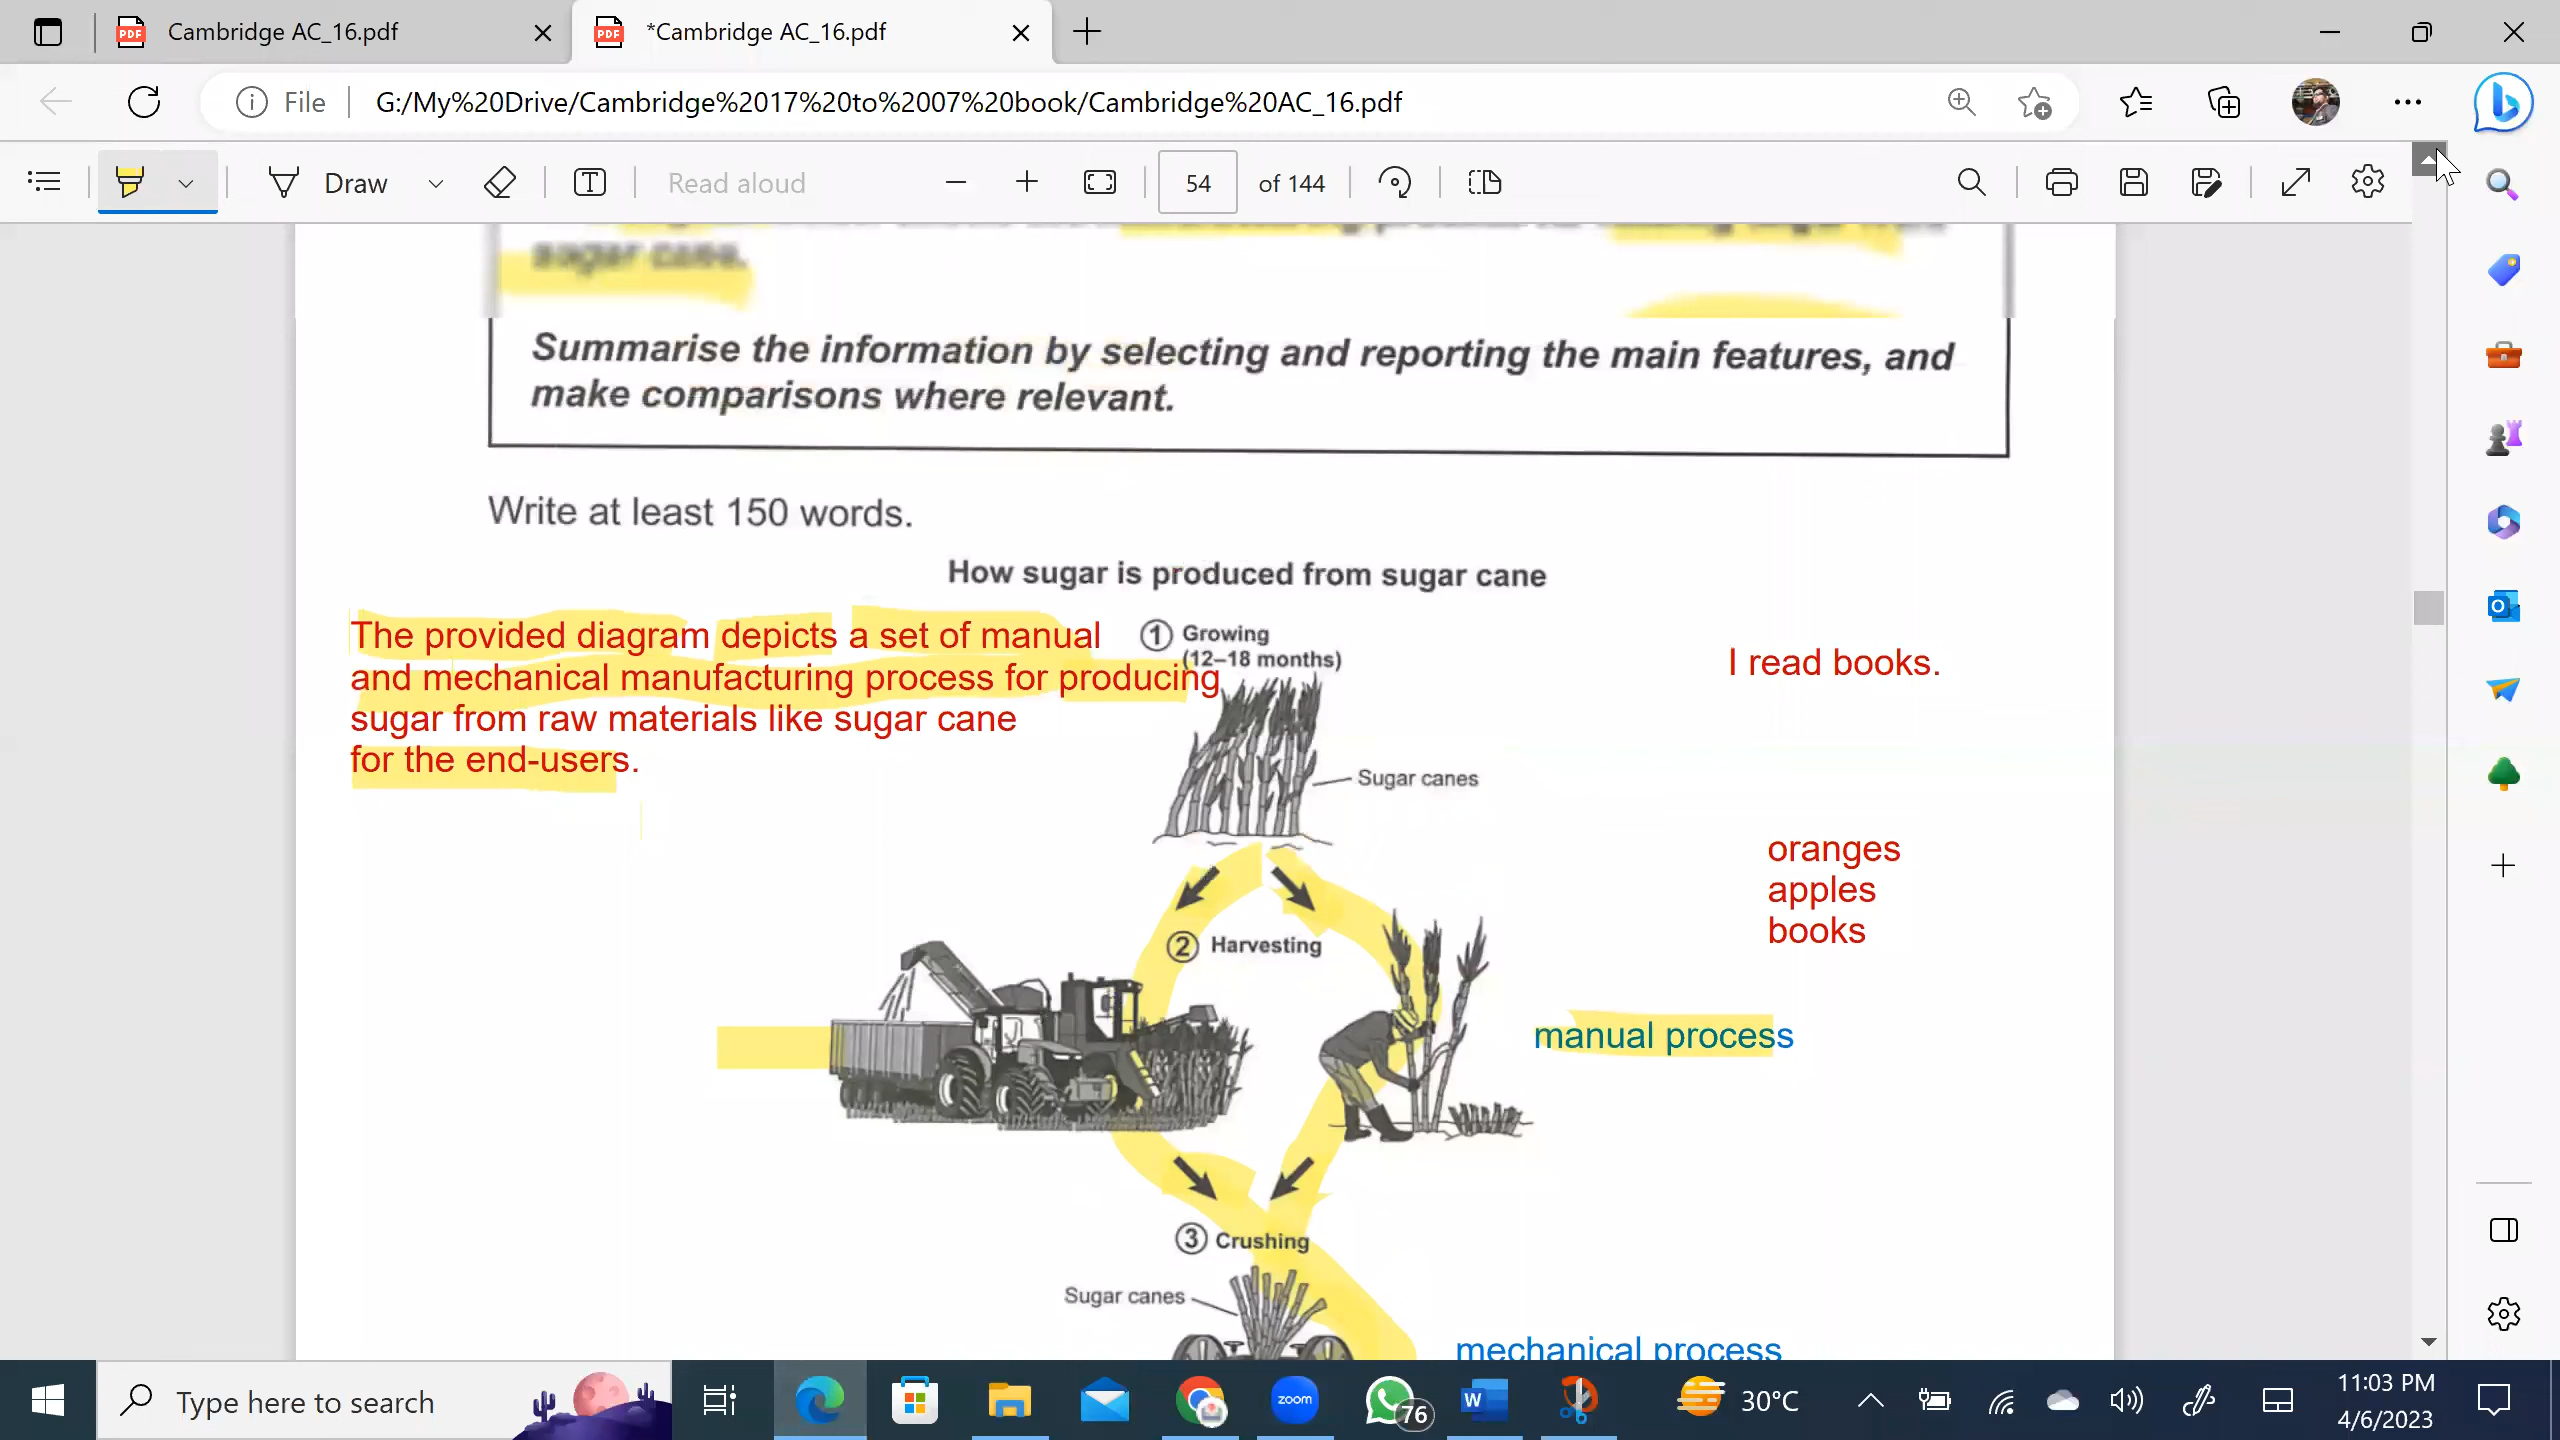 Cambridge AC_16.pdf
*Cambridge AC_16.pdf
File
G:/My%20Drive/Cambridge%2017%20to%2007%20book/Cambridge%20AC_16.pdf
Draw
Read aloud
54 of 144
sugar cane.
Summarise the information by selecting and reporting the main features, and
make comparisons where relevant.
Write at least 150 words.
How sugar is produced from sugar cane
The provided diagram depicts a set of manual
and mechanical manufacturing process for producing
sugar from raw materials like sugar cane
for the end-users.
1 Growing
(12–18 months)
I read books.
Sugar canes
oranges
apples
books
2 Harvesting
manual process
3 Crushing
Sugar canes
mechanical process
Type here to search
zoom
76
30°C
11:03 PM
4/6/2023